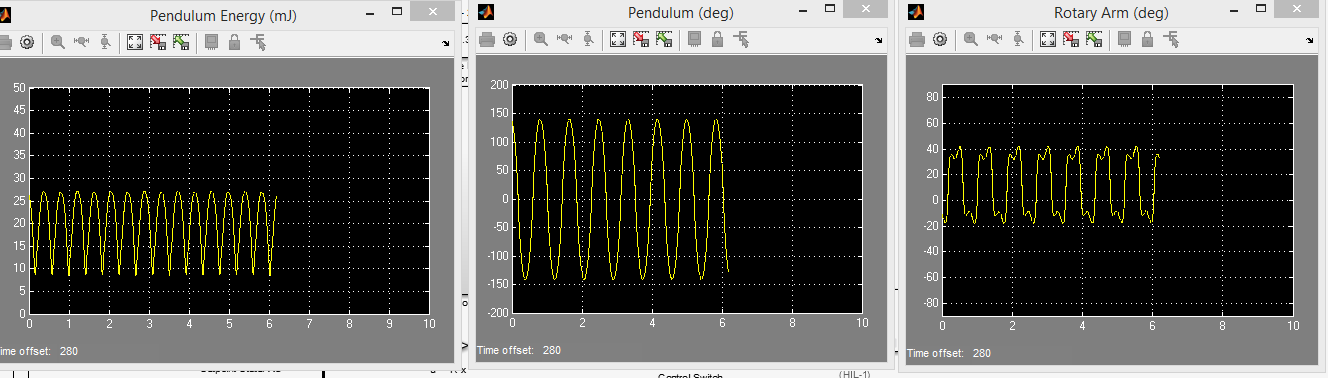 Pendulum Energy (mJ)
50
45
40
35
30
25
20
15
10
5
0
0 1 2 3 4 5 6 7 8 9 10
Time offset: 280
Pendulum (deg)
200
150
100
50
0
-50
-100
-150
-200
0 2 4 6 8 10
Time offset: 280
Control Switch
(HIL-1)
Rotary Arm (deg)
80
60
40
20
0
-20
-40
-60
-80
0 2 4 6 8 10
Time offset: 280